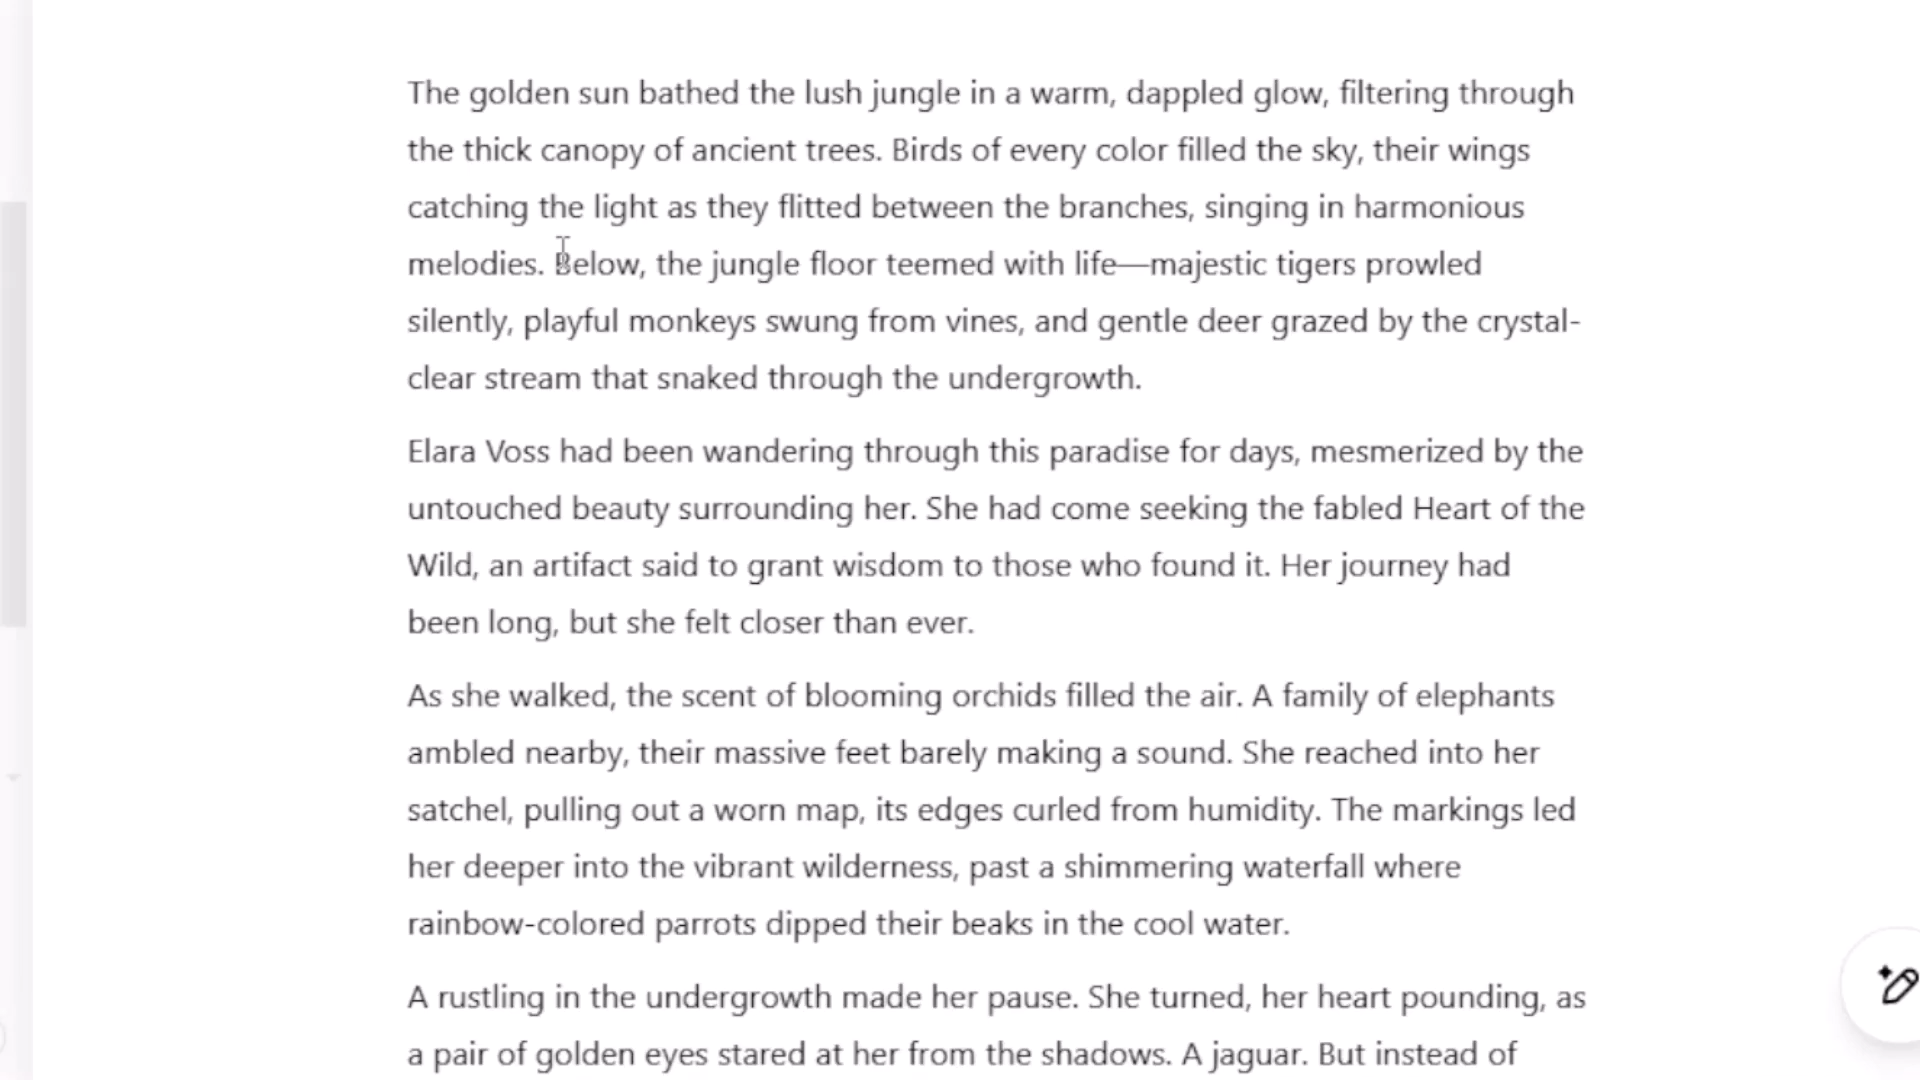 The golden sun bathed the lush jungle in a warm, dappled glow, filtering through
the thick canopy of ancient trees. Birds of every color filled the sky, their wings
catching the light as they flitted between the branches, singing in harmonious
melodies. Below, the jungle floor teemed with life—majestic tigers prowled
silently, playful monkeys swung from vines, and gentle deer grazed by the crystal-
clear stream that snaked through the undergrowth.
Elara Voss had been wandering through this paradise for days, mesmerized by the
untouched beauty surrounding her. She had come seeking the fabled Heart of the
Wild, an artifact said to grant wisdom to those who found it. Her journey had
been long, but she felt closer than ever.
As she walked, the scent of blooming orchids filled the air. A family of elephants
ambled nearby, their massive feet barely making a sound. She reached into her
satchel, pulling out a worn map, its edges curled from humidity. The markings led
her deeper into the vibrant wilderness, past a shimmering waterfall where
rainbow-colored parrots dipped their beaks in the cool water.
A rustling in the undergrowth made her pause. She turned, her heart pounding, as
a pair of golden eyes stared at her from the shadows. A jaguar. But instead of